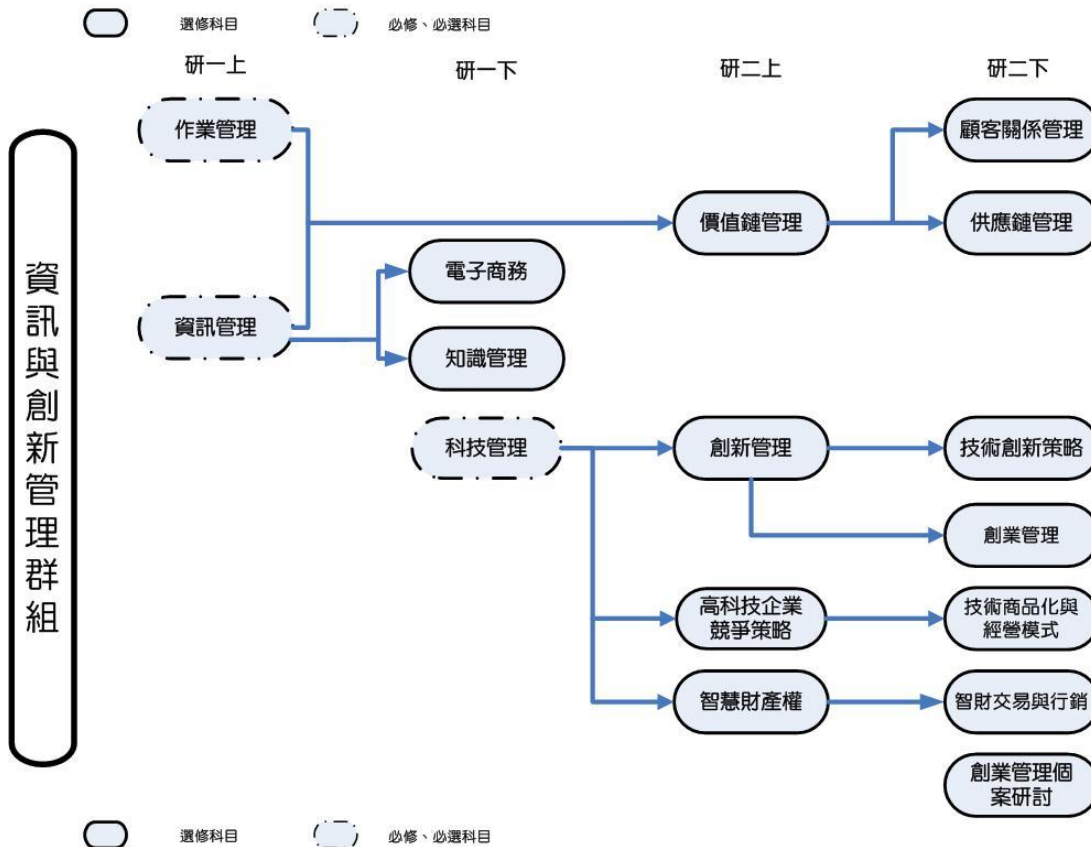 選修科目
必修、必選科目
研一上
研一下
研二上
研二下
作業管理
顧客關係管理
價值鏈管理
供應鏈管理
電子商務
資訊管理
知識管理
科技管理
創新管理
技術創新策略
創業管理
高科技企業
競爭策略
技術商品化與
經營模式
智慧財產權
智財交易與行銷
創業管理個
案研討
資訊與創新管理群組
選修科目
必修、必選科目